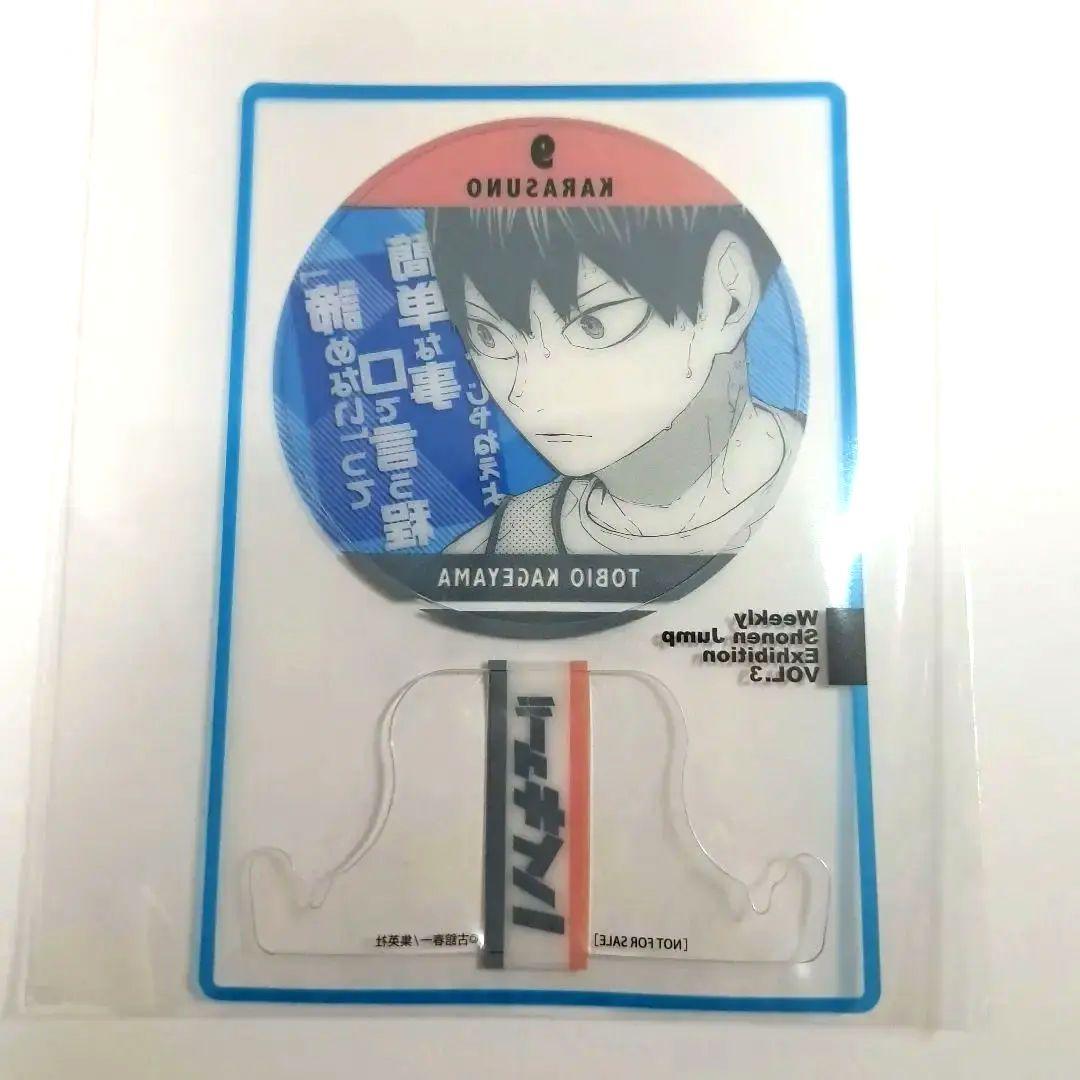 9
KARASUNO
「諦めないって
口で言う程
簡単な事
じゃねえよ
TOBIO KAGEYAMA
Weekly
Shonen Jump
Exhibition
VOL.3
ハイキュー!!
[NOT FOR SALE]
©古舘春一/集英社